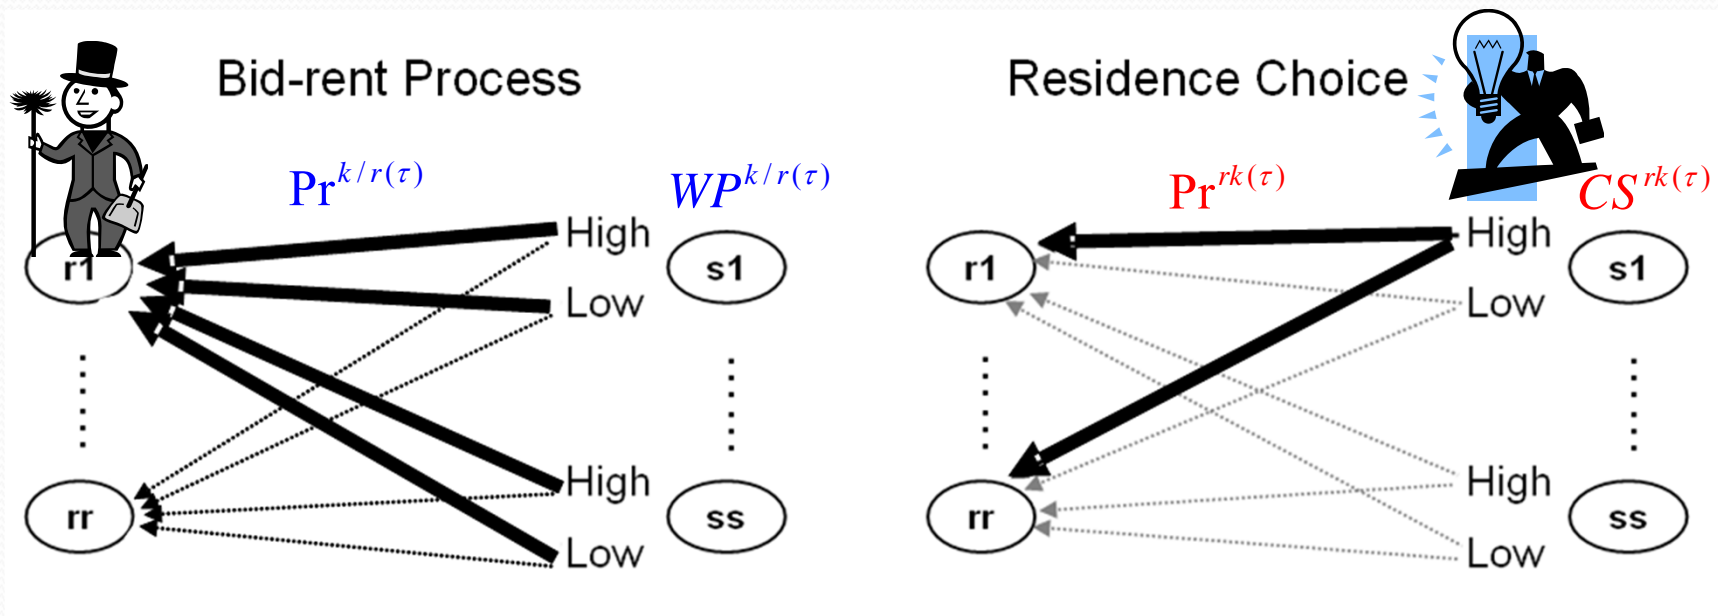 Bid-rent Process
Pr^{k/r(τ)}
WP^{k/r(τ)}
High
Low
r1
s1
High
Low
rr
ss
Residence Choice
Pr^{rk(τ)}
CS^{rk(τ)}
High
Low
r1
s1
High
Low
rr
ss